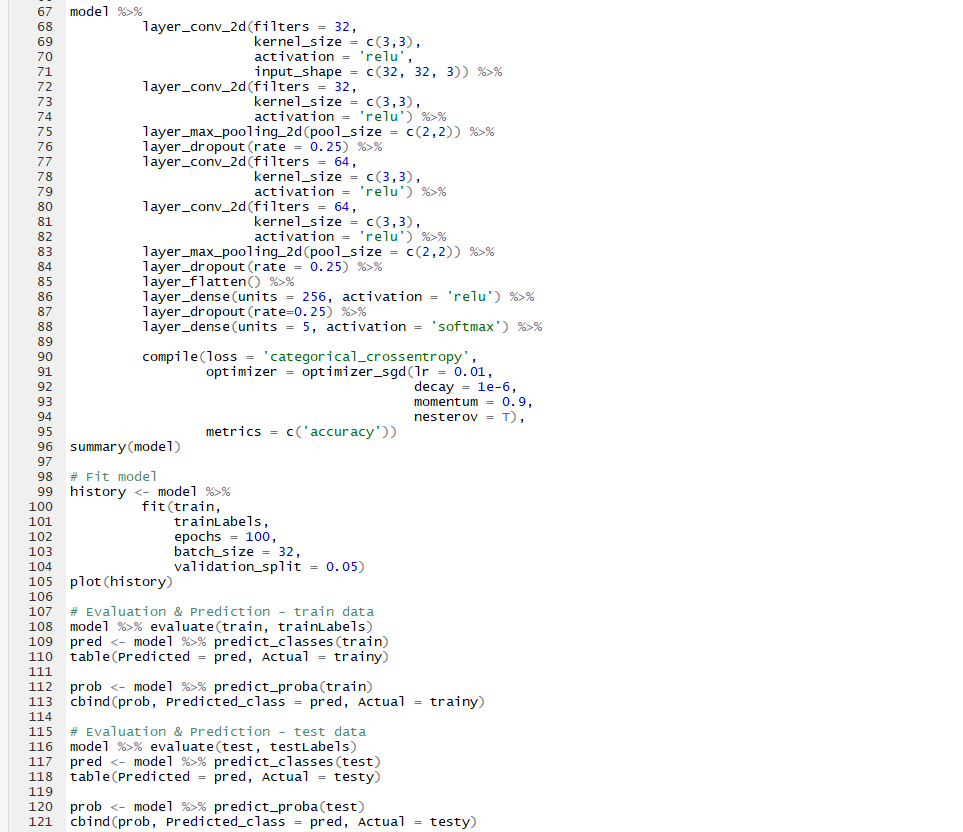 67 model %>%
68 layer_conv_2d(filters = 32,
69 kernel_size = c(3,3),
70 activation = 'relu',
71 input_shape = c(32, 32, 3)) %>%
72 layer_conv_2d(filters = 32,
73 kernel_size = c(3,3),
74 activation = 'relu') %>%
75 layer_max_pooling_2d(pool_size = c(2,2)) %>%
76 layer_dropout(rate = 0.25) %>%
77 layer_conv_2d(filters = 64,
78 kernel_size = c(3,3),
79 activation = 'relu') %>%
80 layer_conv_2d(filters = 64,
81 kernel_size = c(3,3),
82 activation = 'relu') %>%
83 layer_max_pooling_2d(pool_size = c(2,2)) %>%
84 layer_dropout(rate = 0.25) %>%
85 layer_flatten() %>%
86 layer_dense(units = 256, activation = 'relu') %>%
87 layer_dropout(rate=0.25) %>%
88 layer_dense(units = 5, activation = 'softmax') %>%
89
90 compile(loss = 'categorical_crossentropy',
91 optimizer = optimizer_sgd(lr = 0.01,
92 decay = 1e-6,
93 momentum = 0.9,
94 nesterov = T),
95 metrics = c('accuracy'))
96 summary(model)
97
98 # Fit model
99 history <- model %>%
100 fit(train,
101 trainLabels,
102 epochs = 100,
103 batch_size = 32,
104 validation_split = 0.05)
105 plot(history)
106
107 # Evaluation & Prediction - train data
108 model %>% evaluate(train, trainLabels)
109 pred <- model %>% predict_classes(train)
110 table(Predicted = pred, Actual = trainy)
111
112 prob <- model %>% predict_proba(train)
113 cbind(prob, Predicted_class = pred, Actual = trainy)
114
115 # Evaluation & Prediction - test data
116 model %>% evaluate(test, testLabels)
117 pred <- model %>% predict_classes(test)
118 table(Predicted = pred, Actual = testy)
119
120 prob <- model %>% predict_proba(test)
121 cbind(prob, Predicted_class = pred, Actual = testy)